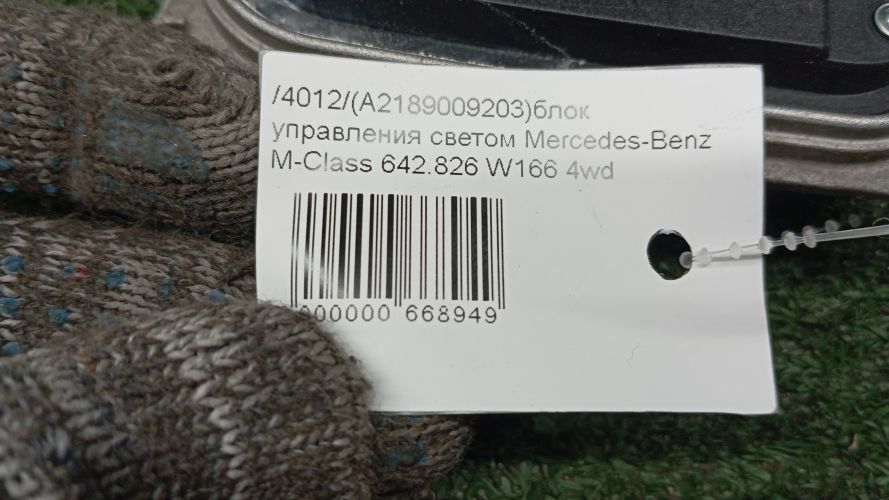 /4012/(A2189009203)блок
управления светом Mercedes-Benz
M-Class 642.826 W166 4wd
000000 668949